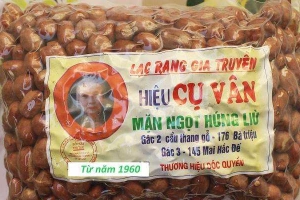 LẠC RANG GIA TRUYỀN
HIỆU CỤ VÂN
MẶN NGỌT HÚNG LÌU
Gác 2 cầu thang gỗ - 176 Bà triệu
Gác 3 - 145 Mai Hắc Đế
THƯƠNG HIỆU ĐỘC QUYỀN
Từ năm 1960